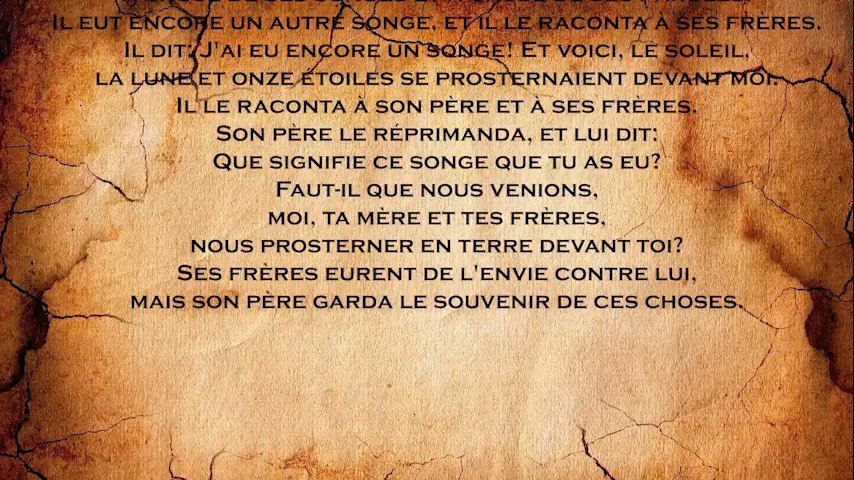 Il eut encore un autre songe, et il le raconta à ses frères.
Il dit: J'ai eu encore un songe! Et voici, le soleil,
la lune et onze étoiles se prosternaient devant moi.
Il le raconta à son père et à ses frères.
Son père le réprimanda, et lui dit:
Que signifie ce songe que tu as eu?
Faut-il que nous venions,
moi, ta mère et tes frères,
nous prosterner en terre devant toi?
Ses frères eurent de l'envie contre lui,
mais son père garda le souvenir de ces choses.